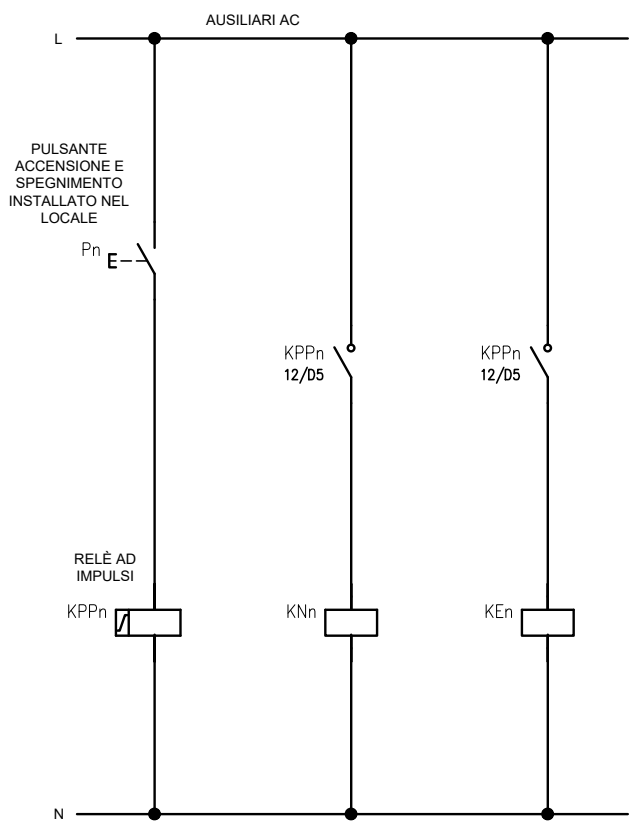 AUSILIARI AC
L
PULSANTE
ACCENSIONE E
SPEGNIMENTO
INSTALLATO NEL
LOCALE
Pn
KPPn
12/D5
KPPn
12/D5
RELÈ AD
IMPULSI
KPPn
KNn
KEn
N